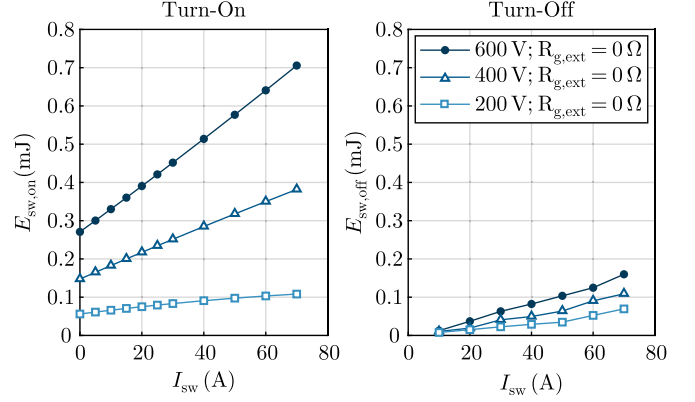 Turn-On
Turn-Off
0.8
0.7
0.6
0.5
0.4
0.3
0.2
0.1
0
E_sw,on (mJ)
0 20 40 60 80
I_sw (A)
600 V; R_g,ext = 0 Ω
400 V; R_g,ext = 0 Ω
200 V; R_g,ext = 0 Ω
0.8
0.7
0.6
0.5
0.4
0.3
0.2
0.1
0
E_sw,off (mJ)
0 20 40 60 80
I_sw (A)